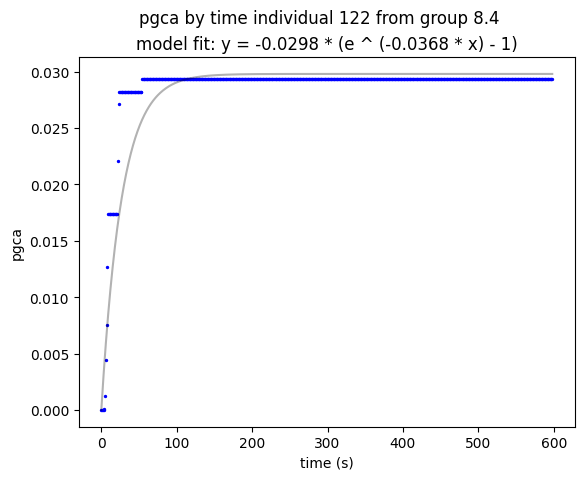 pgca by time individual 122 from group 8.4
model fit: y = -0.0298 * (e ^ (-0.0368 * x) - 1)
0.030
0.025
0.020
0.015
0.010
0.005
0.000
pgca
0 100 200 300 400 500 600
time (s)